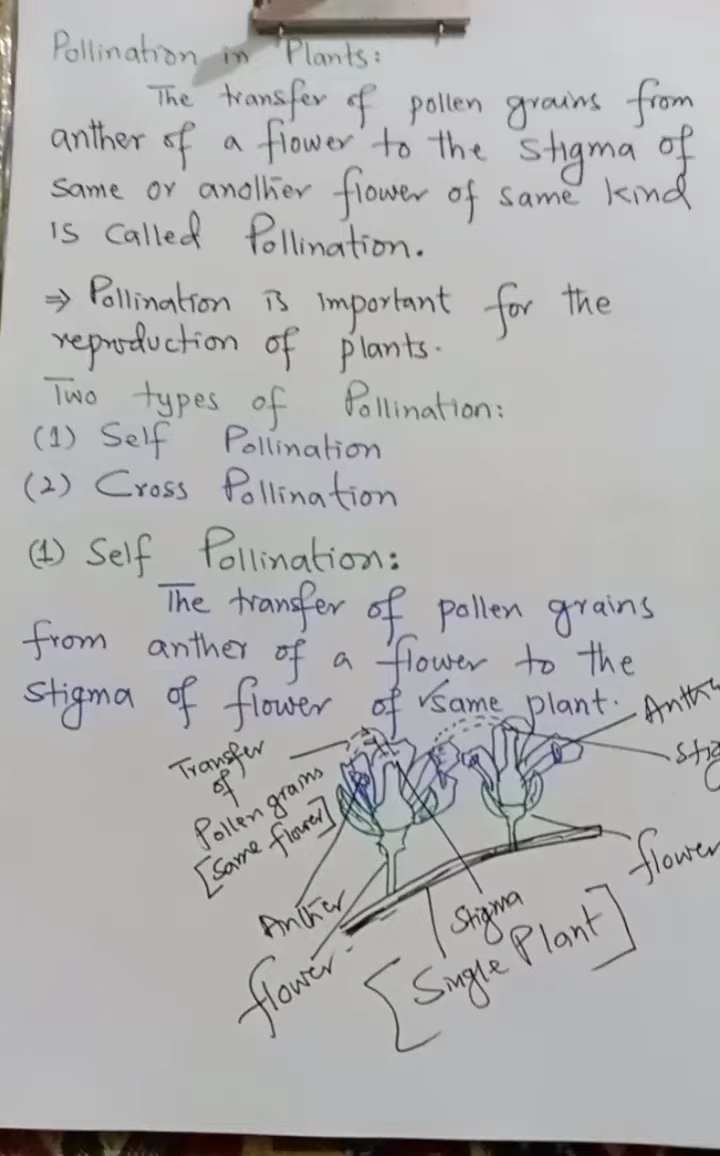 Pollination in Plants:
The transfer of pollen grains from
anther of a flower to the stigma of
same or another flower of same kind
is called Pollination.
⇒ Pollination is important for the
reproduction of plants.
Two types of Pollination:
(1) Self Pollination
(2) Cross Pollination
(1) Self Pollination:
The transfer of pollen grains
from anther of a flower to the
stigma of flower of same plant.
Transfer
of
Pollen grains
[Same flower]
Anther
flower
Stigma
[Single Plant]
flower